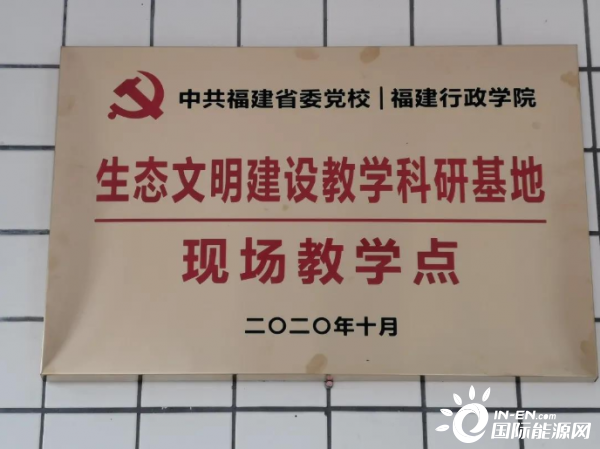 中共福建省委党校|福建行政学院
生态文明建设教学科研基地
现场教学点
二〇二〇年十月
IN-EN.com
国际能源网